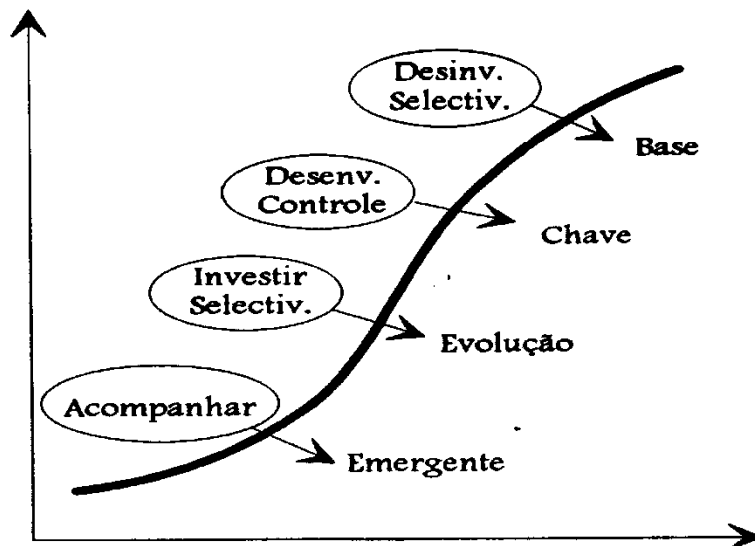 Desinv.
Selectiv.
Base
Desenv.
Controle
Chave
Investir
Selectiv.
Evolução
Acompanhar
Emergente